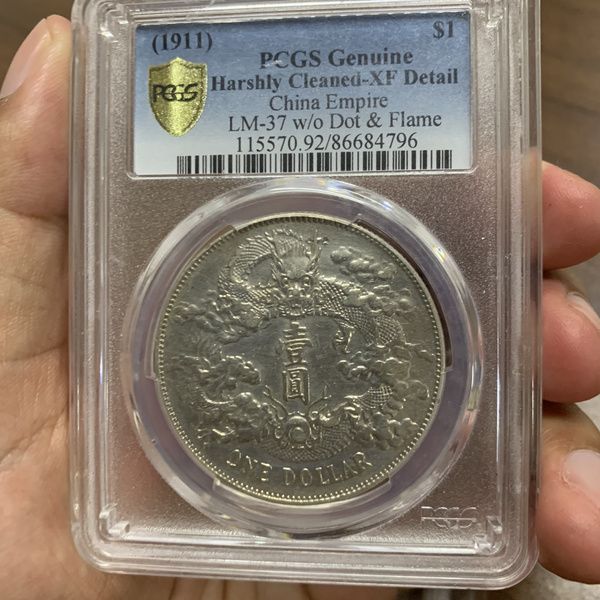 (1911) $1
PCGS Genuine
Harshly Cleaned-XF Detail
China Empire
LM-37 w/o Dot & Flame
115570.92/86684796
PCGS
壹
圓
ONE DOLLAR
PCGS